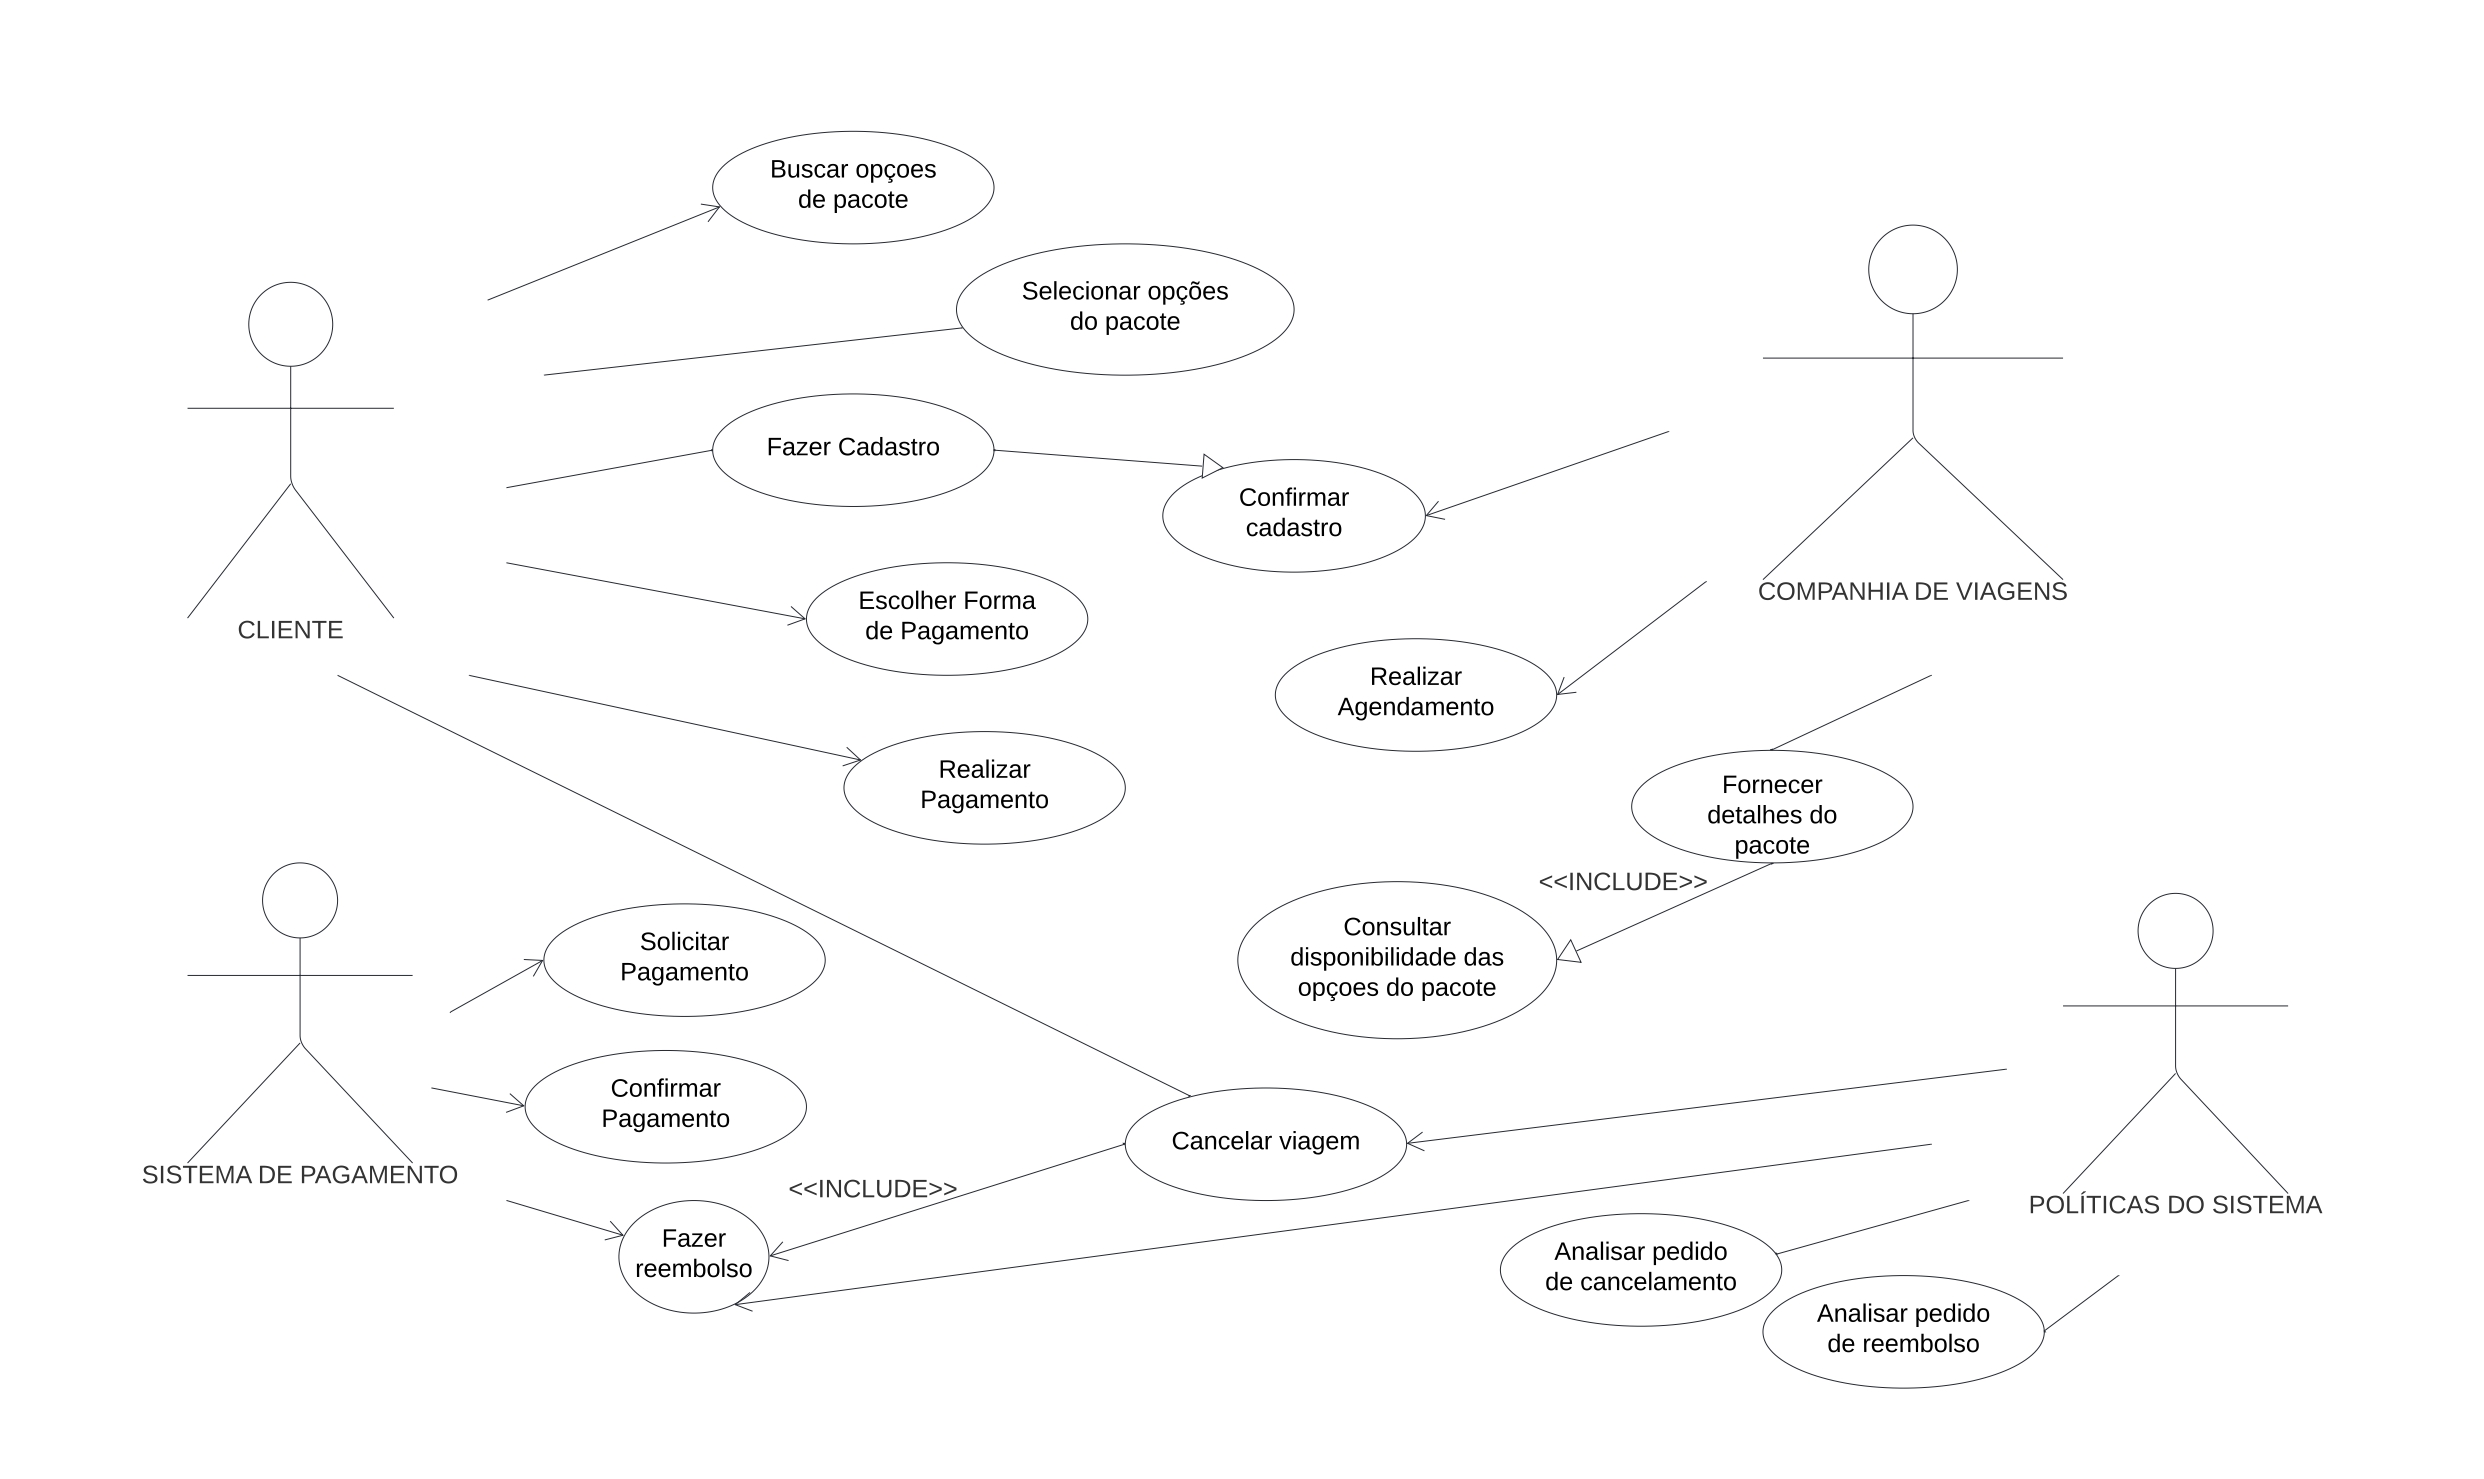 Buscar opçoes
de pacote
Selecionar opções
do pacote
Fazer Cadastro
Confirmar
cadastro
COMPANHIA DE VIAGENS
Escolher Forma
de Pagamento
CLIENTE
Realizar
Agendamento
Realizar
Pagamento
Fornecer
detalhes do
pacote
<<INCLUDE>>
Consultar
disponibilidade das
opçoes do pacote
Solicitar
Pagamento
Confirmar
Pagamento
SISTEMA DE PAGAMENTO
Cancelar viagem
<<INCLUDE>>
POLÍTICAS DO SISTEMA
Fazer
reembolso
Analisar pedido
de cancelamento
Analisar pedido
de reembolso